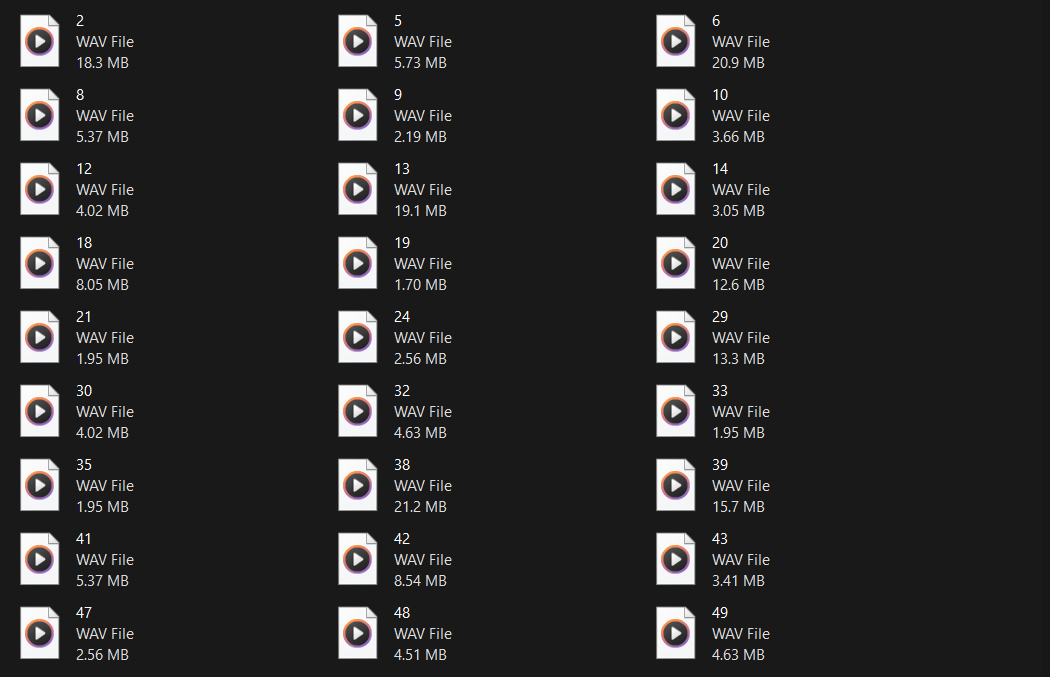 2
WAV File
18.3 MB
5
WAV File
5.73 MB
6
WAV File
20.9 MB
8
WAV File
5.37 MB
9
WAV File
2.19 MB
10
WAV File
3.66 MB
12
WAV File
4.02 MB
13
WAV File
19.1 MB
14
WAV File
3.05 MB
18
WAV File
8.05 MB
19
WAV File
1.70 MB
20
WAV File
12.6 MB
21
WAV File
1.95 MB
24
WAV File
2.56 MB
29
WAV File
13.3 MB
30
WAV File
4.02 MB
32
WAV File
4.63 MB
33
WAV File
1.95 MB
35
WAV File
1.95 MB
38
WAV File
21.2 MB
39
WAV File
15.7 MB
41
WAV File
5.37 MB
42
WAV File
8.54 MB
43
WAV File
3.41 MB
47
WAV File
2.56 MB
48
WAV File
4.51 MB
49
WAV File
4.63 MB